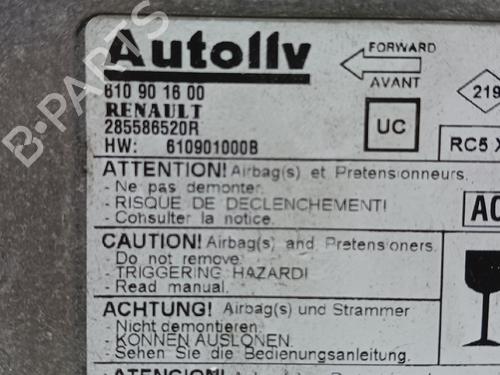 Autoliv
FORWARD
AVANT
610 90 16 00
RENAULT
285586520R
HW: 610901000B
UC
219
RC5 X
ATTENTION! Airbag(s) et Pretensionneurs.
- Ne pas demonter.
- RISQUE DE DECLENCHEMENT!
- Consulter la notice.
AC
CAUTION! Airbag(s) and Pretensioners.
- Do not remove.
- TRIGGERING HAZARD!
- Read manual.
ACHTUNG! Airbag(s) und Strammer
- Nicht demontieren.
- KONNEN AUSLONEN.
- Sehen Sie die Bedienungsanleitung.
B-PARTS